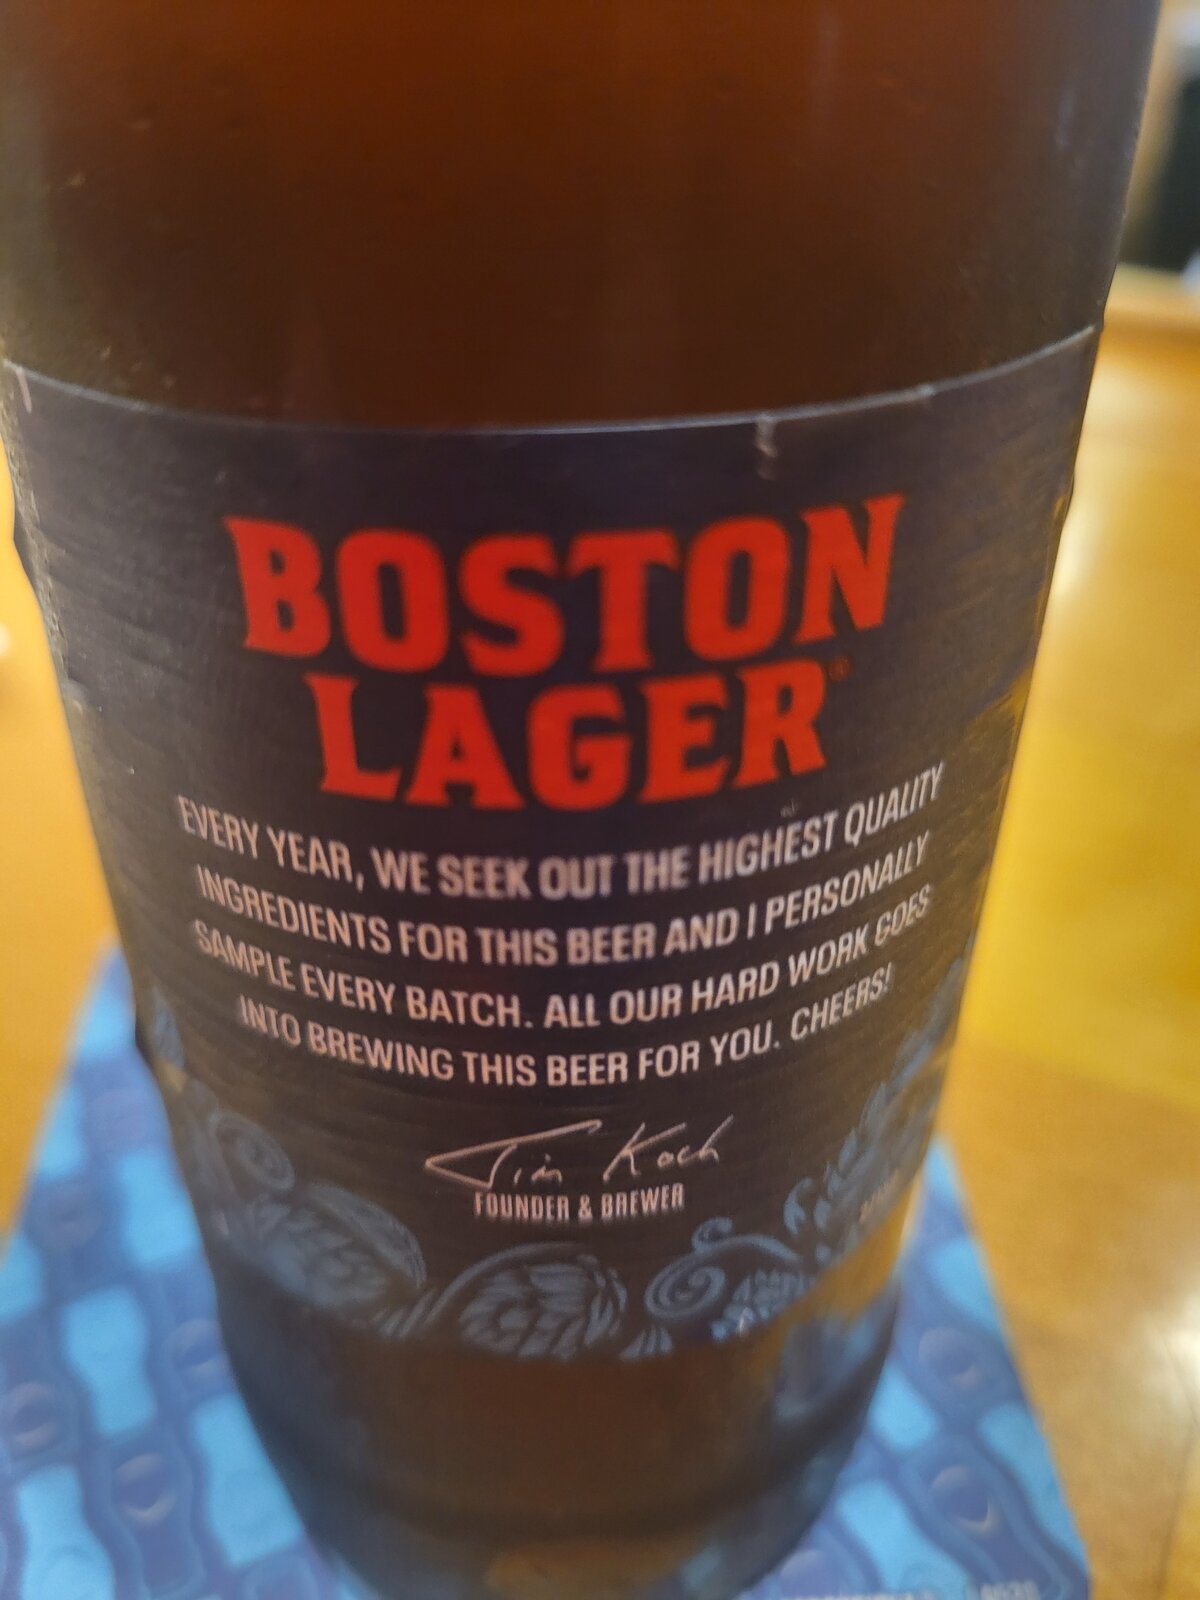 BOSTON
LAGER®
EVERY YEAR, WE SEEK OUT THE HIGHEST QUALITY
INGREDIENTS FOR THIS BEER AND I PERSONALLY
SAMPLE EVERY BATCH. ALL OUR HARD WORK GOES
INTO BREWING THIS BEER FOR YOU. CHEERS!
Jim Koch
FOUNDER & BREWER